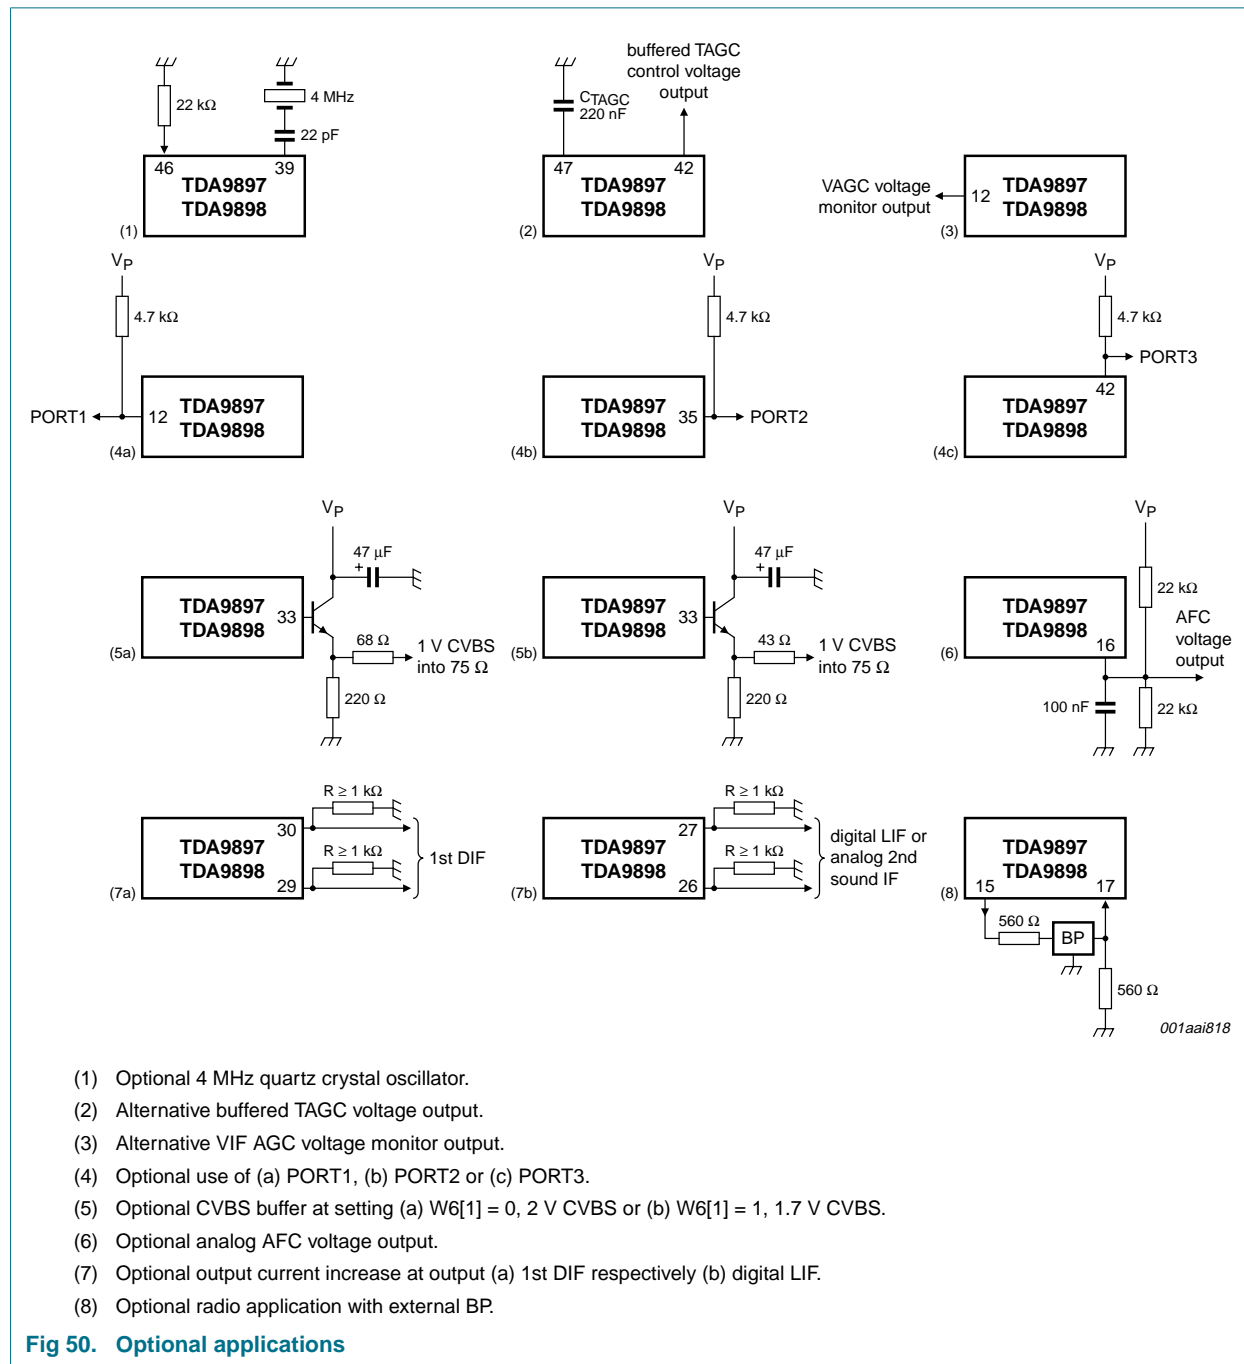 22 kΩ
4 MHz
22 pF
46
39
TDA9897
TDA9898
(1)
buffered TAGC
control voltage
output
CTAGC
220 nF
47
42
TDA9897
TDA9898
(2)
VAGC voltage
monitor output
12
TDA9897
TDA9898
(3)
VP
4.7 kΩ
PORT1
12
TDA9897
TDA9898
(4a)
VP
4.7 kΩ
TDA9897
TDA9898
35
PORT2
(4b)
VP
4.7 kΩ
PORT3
42
TDA9897
TDA9898
(4c)
VP
47 μF
+
TDA9897
TDA9898
33
68 Ω
1 V CVBS
into 75 Ω
220 Ω
(5a)
VP
47 μF
+
TDA9897
TDA9898
33
43 Ω
1 V CVBS
into 75 Ω
220 Ω
(5b)
VP
22 kΩ
TDA9897
TDA9898
16
AFC
voltage
output
100 nF
22 kΩ
(6)
R ≥ 1 kΩ
30
TDA9897
TDA9898
R ≥ 1 kΩ
29
1st DIF
(7a)
R ≥ 1 kΩ
27
TDA9897
TDA9898
R ≥ 1 kΩ
26
digital LIF or
analog 2nd
sound IF
(7b)
TDA9897
TDA9898
15
17
(8)
560 Ω
BP
560 Ω
001aai818
(1) Optional 4 MHz quartz crystal oscillator.
(2) Alternative buffered TAGC voltage output.
(3) Alternative VIF AGC voltage monitor output.
(4) Optional use of (a) PORT1, (b) PORT2 or (c) PORT3.
(5) Optional CVBS buffer at setting (a) W6[1] = 0, 2 V CVBS or (b) W6[1] = 1, 1.7 V CVBS.
(6) Optional analog AFC voltage output.
(7) Optional output current increase at output (a) 1st DIF respectively (b) digital LIF.
(8) Optional radio application with external BP.
Fig 50. Optional applications